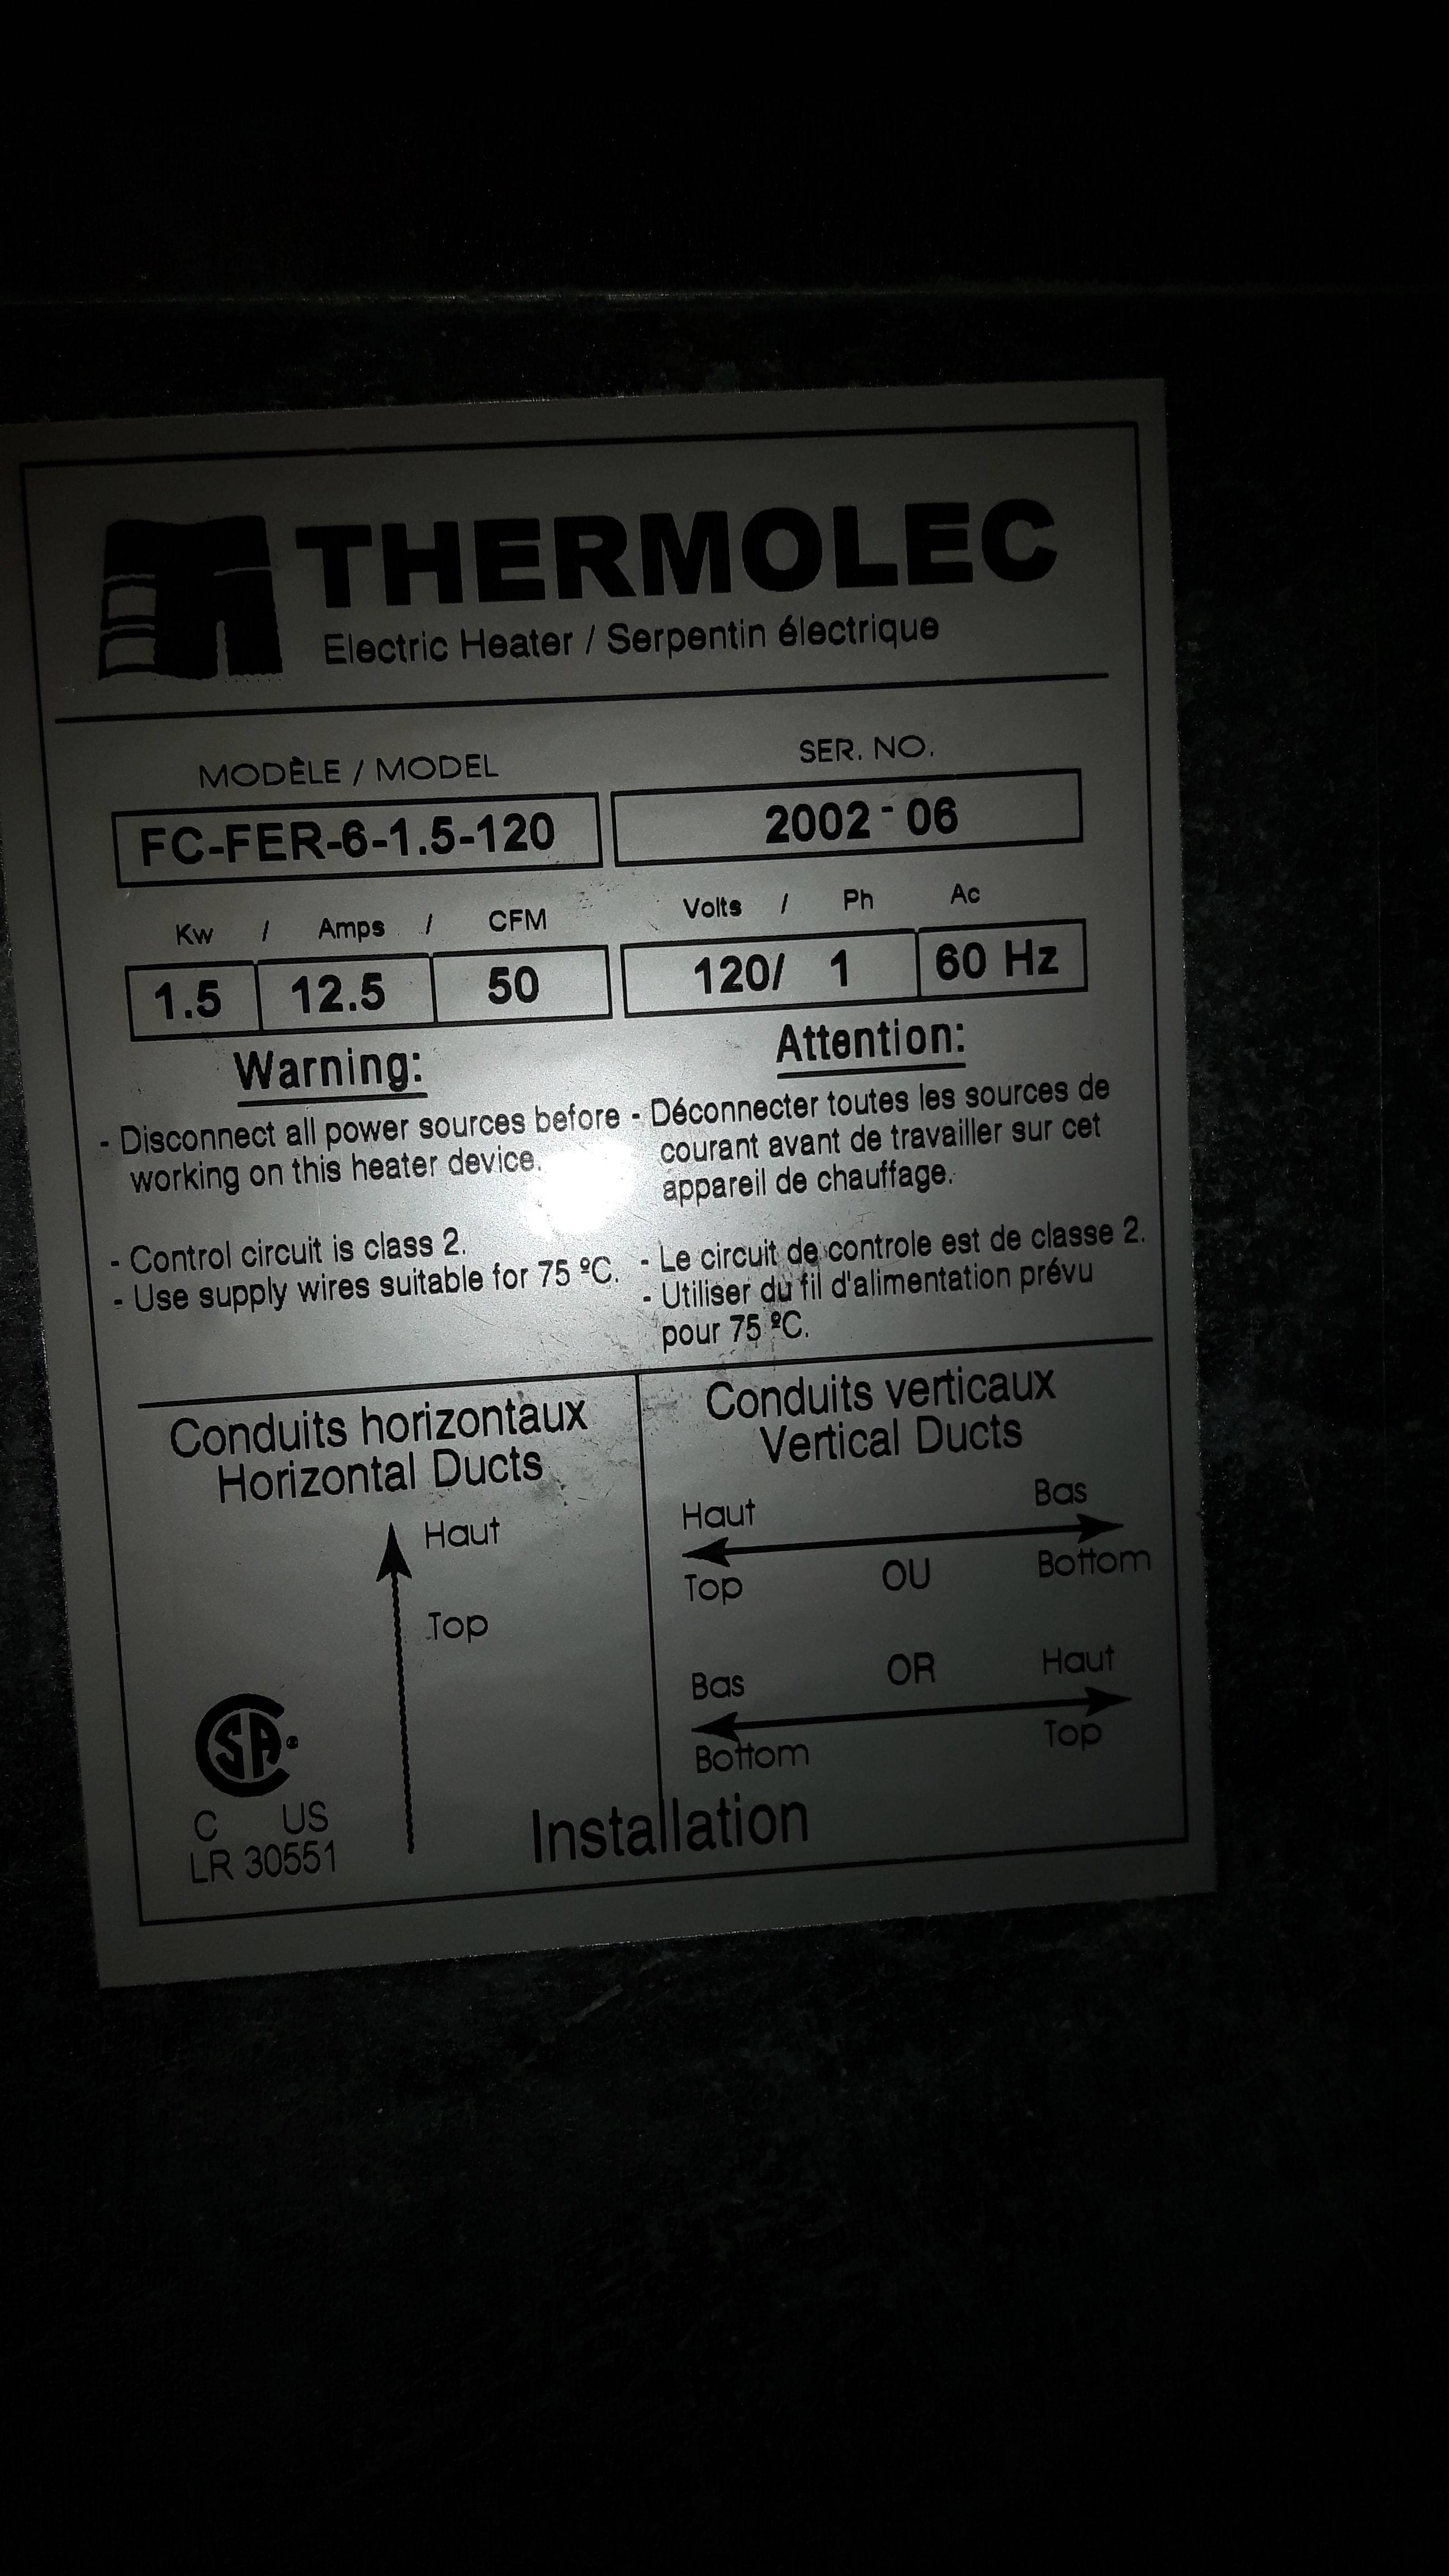 THERMOLEC
Electric Heater / Serpentin électrique
MODÈLE / MODEL
SER. NO.
FC-FER-6-1.5-120
2002-06
Kw / Amps / CFM
Volts / Ph Ac
1.5 12.5 50
120/ 1 60 Hz
Warning:
- Disconnect all power sources before
working on this heater device.
- Control circuit is class 2.
- Use supply wires suitable for 75 ºC.
Attention:
- Déconnecter toutes les sources de
courant avant de travailler sur cet
appareil de chauffage.
- Le circuit de controle est de classe 2.
- Utiliser du fil d'alimentation prévu
pour 75 ºC.
Conduits horizontaux
Horizontal Ducts
Haut
Top
Conduits verticaux
Vertical Ducts
Haut Bas
Top OU Bottom
Bas OR Haut
Bottom Top
CSA
C US
LR 30551
Installation